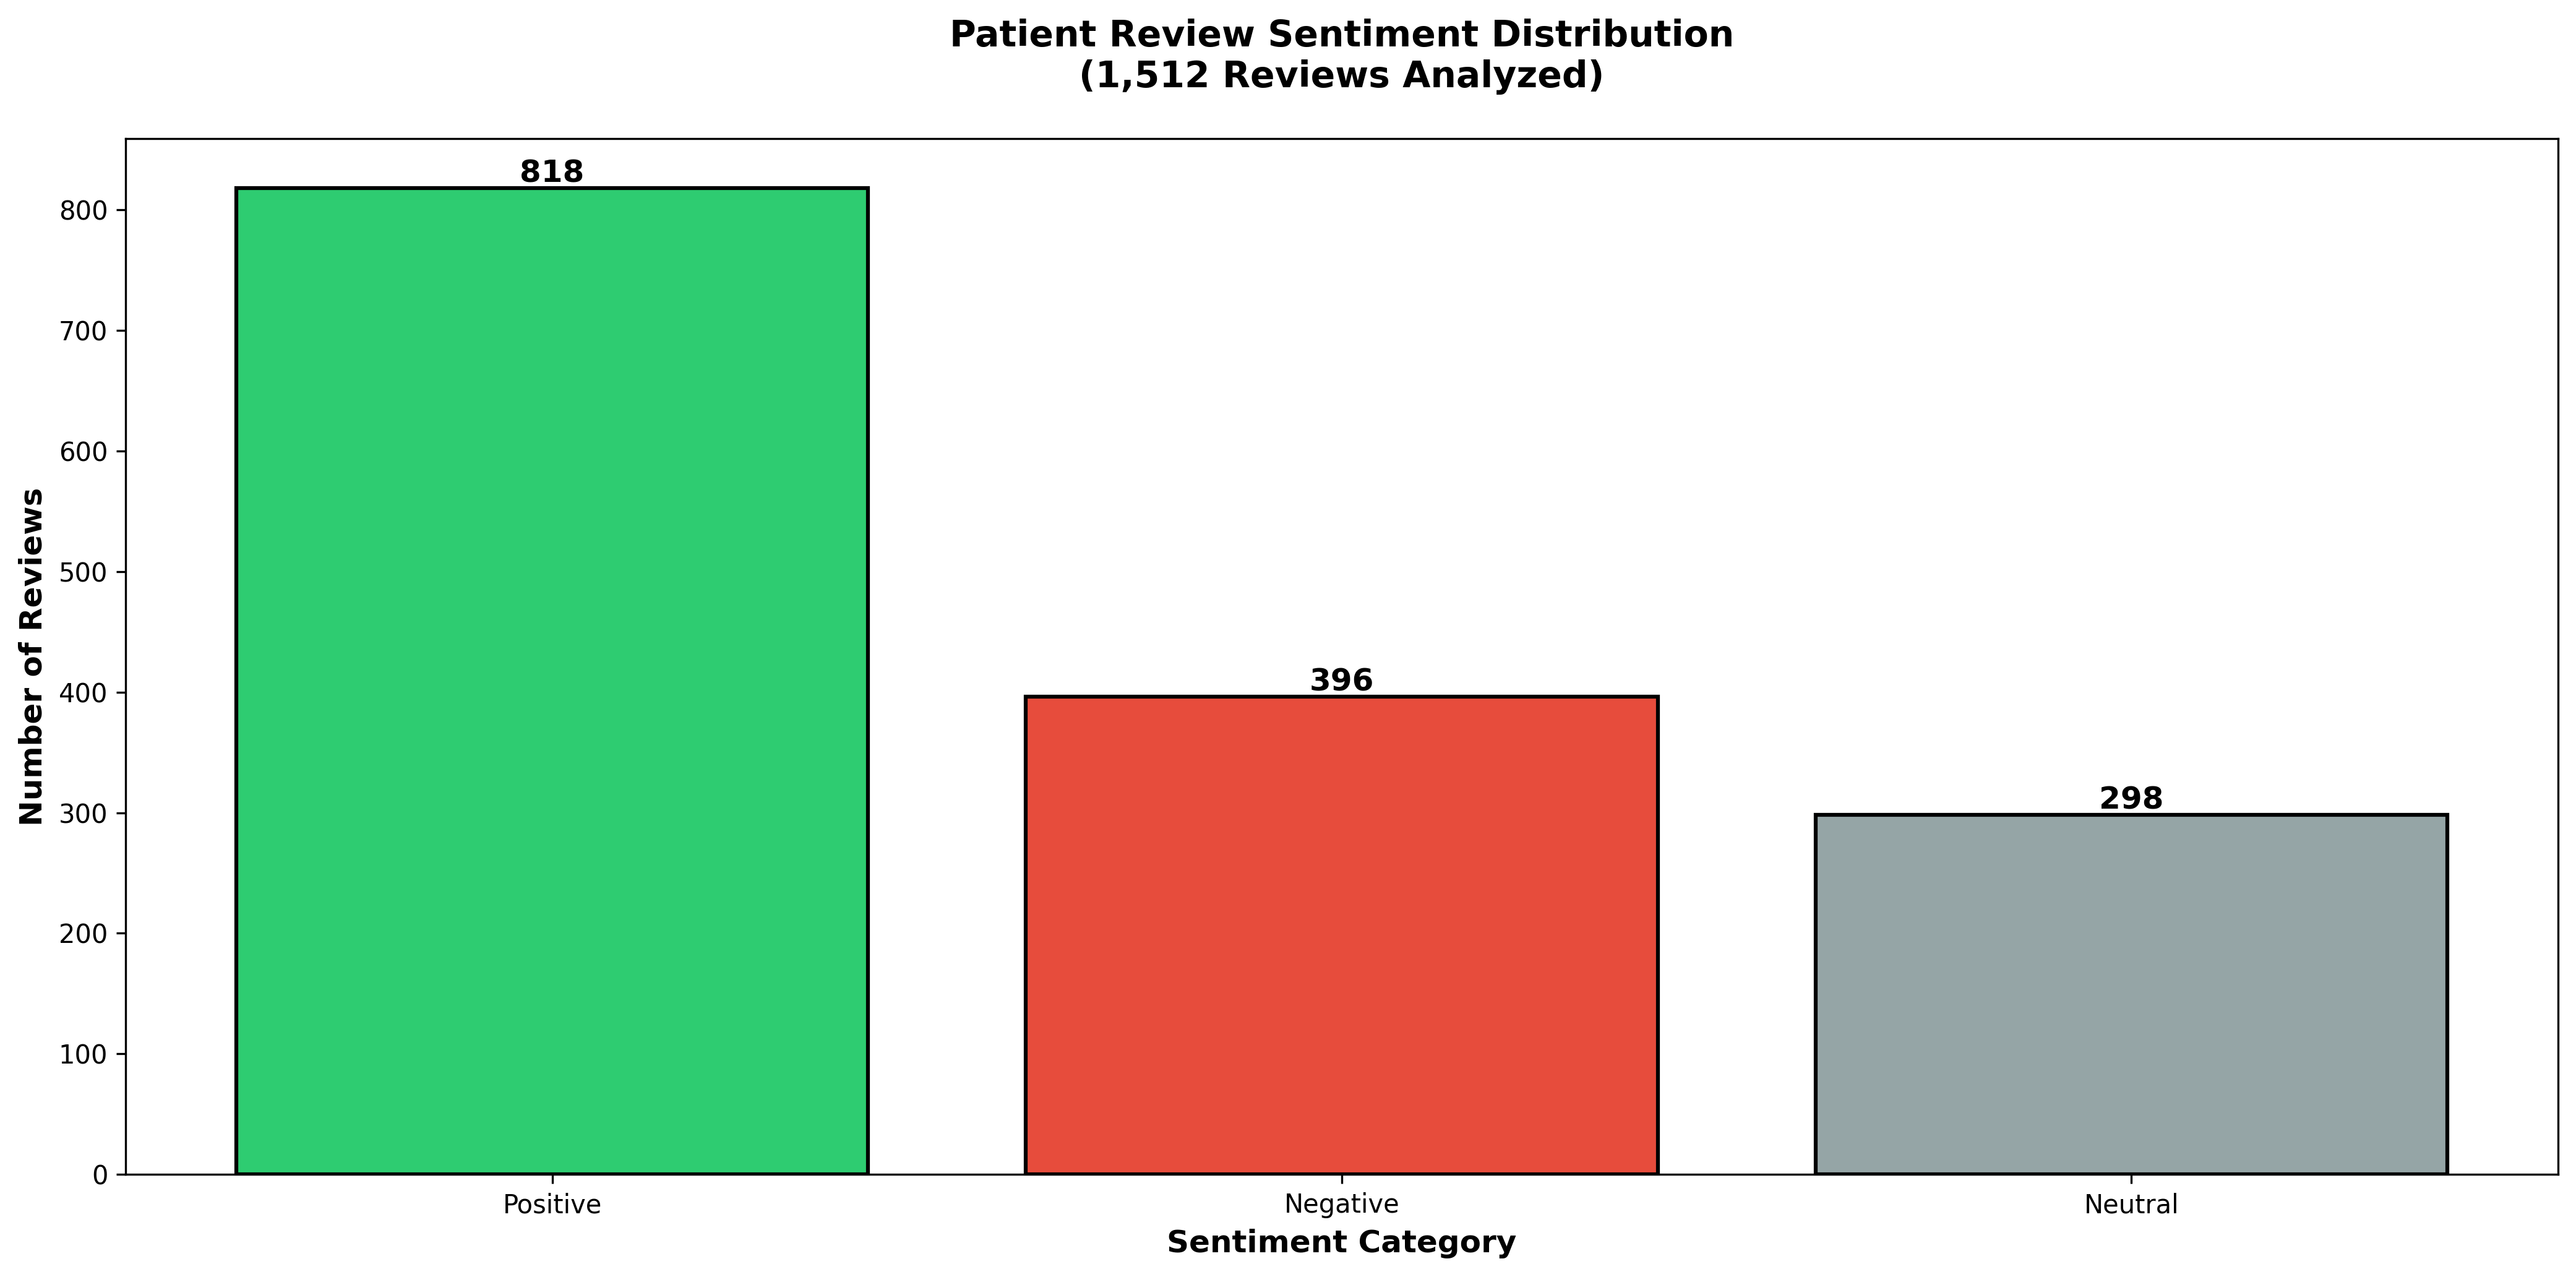 Patient Review Sentiment Distribution
(1,512 Reviews Analyzed)
Number of Reviews
800
700
600
500
400
300
200
100
0
818
396
298
Positive
Negative
Neutral
Sentiment Category